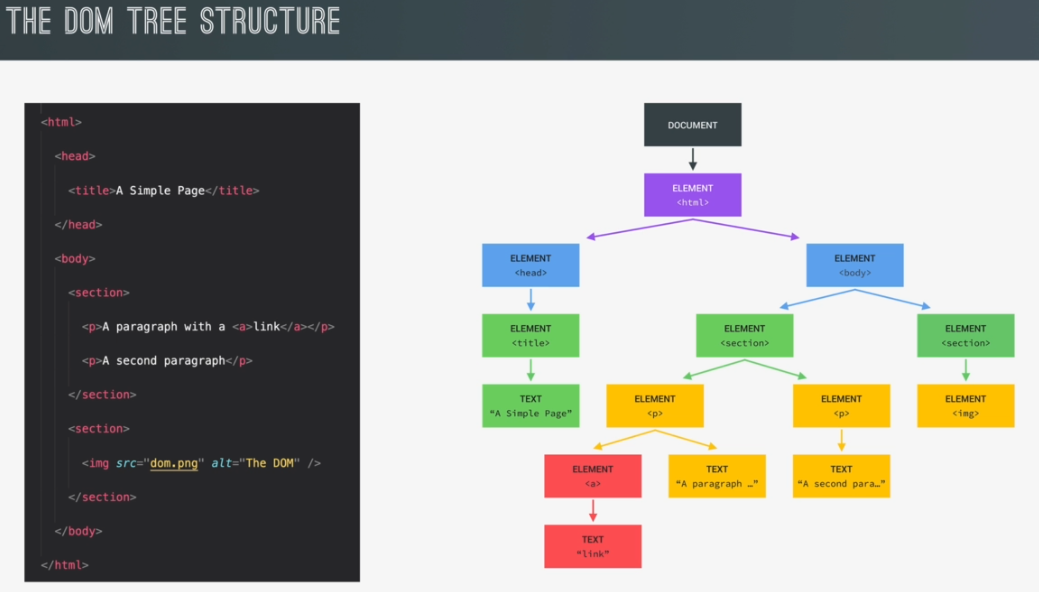 THE DOM TREE STRUCTURE
<html>
<head>
<title>A Simple Page</title>
</head>
<body>
<section>
<p>A paragraph with a <a>link</a></p>
<p>A second paragraph</p>
</section>
<section>
<img src="dom.png" alt="The DOM" />
</section>
</body>
</html>
DOCUMENT
ELEMENT
<html>
ELEMENT
<head>
ELEMENT
<body>
ELEMENT
<title>
ELEMENT
<section>
ELEMENT
<section>
TEXT
“A Simple Page”
ELEMENT
<p>
ELEMENT
<p>
ELEMENT
<img>
ELEMENT
<a>
TEXT
“A paragraph …”
TEXT
“A second para…”
TEXT
“link”